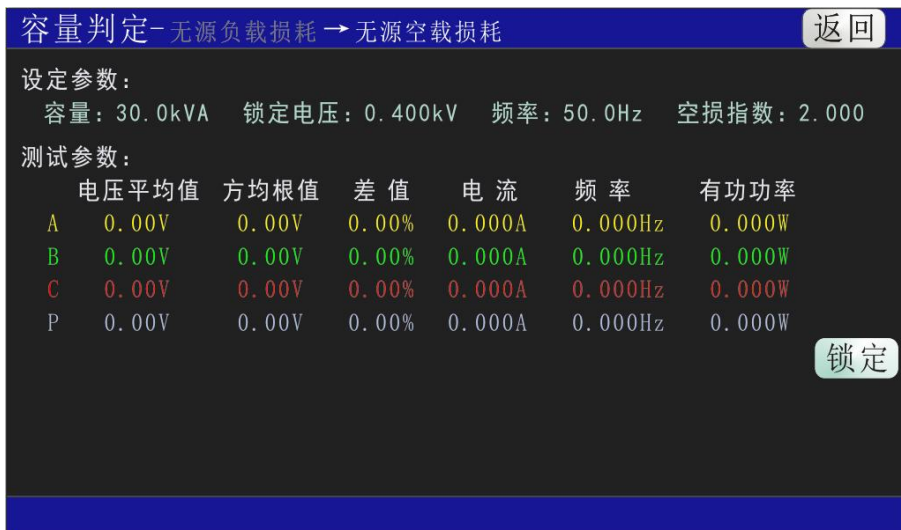 容量判定-无源负载损耗→无源空载损耗 返回
设定参数:
容量: 30.0kVA 锁定电压: 0.400kV 频率: 50.0Hz 空损指数: 2.000
测试参数:
电压平均值 方均根值 差 值 电 流 频 率 有功功率
A 0.00V 0.00V 0.00% 0.000A 0.000Hz 0.000W
B 0.00V 0.00V 0.00% 0.000A 0.000Hz 0.000W
C 0.00V 0.00V 0.00% 0.000A 0.000Hz 0.000W
P 0.00V 0.00V 0.00% 0.000A 0.000Hz 0.000W
锁定